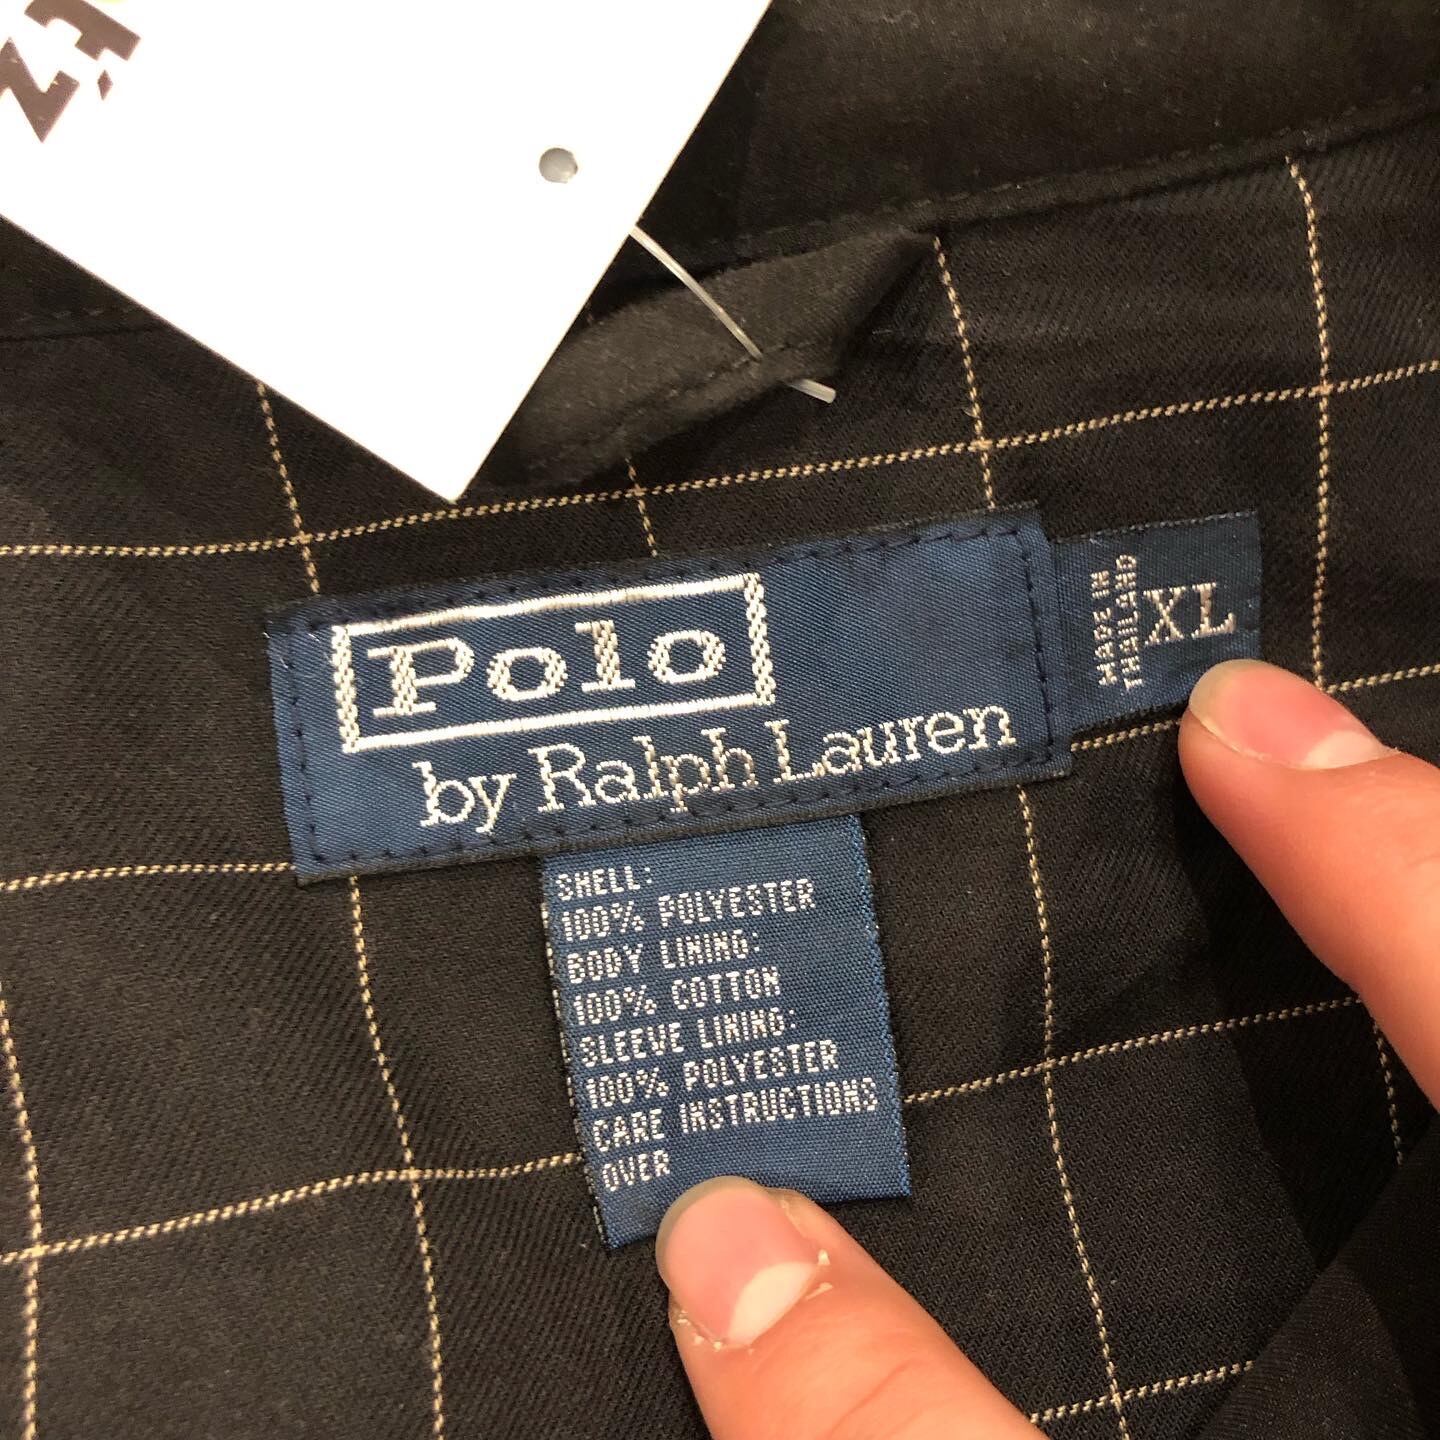 Polo
by Ralph Lauren
MADE IN
THAILAND
XL
SHELL:
100% POLYESTER
BODY LINING:
100% COTTON
SLEEVE LINING:
100% POLYESTER
CARE INSTRUCTIONS
OVER